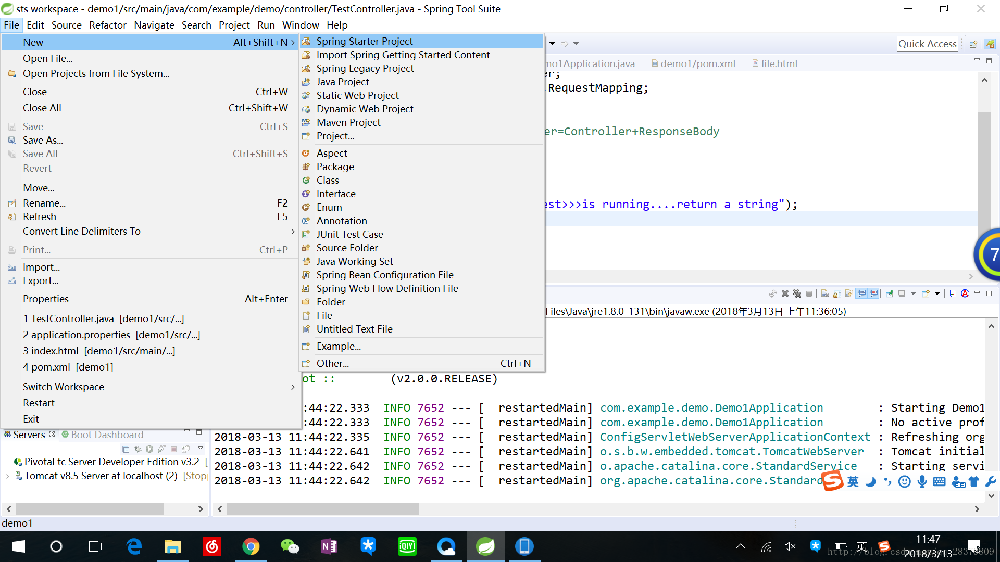 sts workspace - demo1/src/main/java/com/example/demo/controller/TestController.java - Spring Tool Suite
File Edit Source Refactor Navigate Search Project Run Window Help
New Alt+Shift+N
Open File...
Open Projects from File System...
Close Ctrl+W
Close All Ctrl+Shift+W
Save Ctrl+S
Save As...
Save All Ctrl+Shift+S
Revert
Move...
Rename... F2
Refresh F5
Convert Line Delimiters To
Print... Ctrl+P
Import...
Export...
Properties Alt+Enter
1 TestController.java [demo1/src/...]
2 application.properties [demo1/src/...]
3 index.html [demo1/src/main/...]
4 pom.xml [demo1]
Switch Workspace
Restart
Exit
Spring Starter Project
Import Spring Getting Started Content
Spring Legacy Project
Java Project
Static Web Project
Dynamic Web Project
Maven Project
Project...
Aspect
Package
Class
Interface
Enum
Annotation
JUnit Test Case
Source Folder
Java Working Set
Spring Bean Configuration File
Spring Web Flow Definition File
Folder
File
Untitled Text File
Example...
Other... Ctrl+N
Quick Access
mo1Application.java demo1/pom.xml file.html
er;
.RequestMapping;
er=Controller+ResponseBody
est>>>is running....return a string");
7
Files\Java\jre1.8.0_131\bin\javaw.exe (2018年3月13日 上午11:36:05)
ot :: (v2.0.0.RELEASE)
:44:22.333 INFO 7652 --- [ restartedMain] com.example.demo.Demo1Application : Starting Demo1
:44:22.333 INFO 7652 --- [ restartedMain] com.example.demo.Demo1Application : No active prof
2018-03-13 11:44:22.335 INFO 7652 --- [ restartedMain] ConfigServletWebServerApplicationContext : Refreshing org
2018-03-13 11:44:22.641 INFO 7652 --- [ restartedMain] o.s.b.w.embedded.tomcat.TomcatWebServer : Tomcat initial
2018-03-13 11:44:22.642 INFO 7652 --- [ restartedMain] o.apache.catalina.core.StandardService : Starting servi
2018-03-13 11:44:22.642 INFO 7652 --- [ restartedMain] org.apache.catalina.core.Standard
英
Servers Boot Dashboard
Pivotal tc Server Developer Edition v3.2 [
Tomcat v8.5 Server at localhost (2) [Stop
demo1
iQIYI
英
11:47
2018/3/13
http://blog.csdn.net/qq_28379809